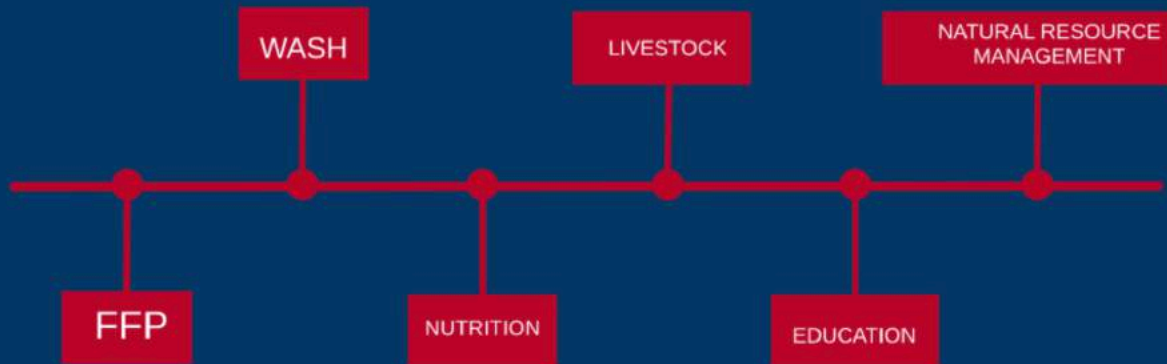 WASH
LIVESTOCK
NATURAL RESOURCE
MANAGEMENT
FFP
NUTRITION
EDUCATION